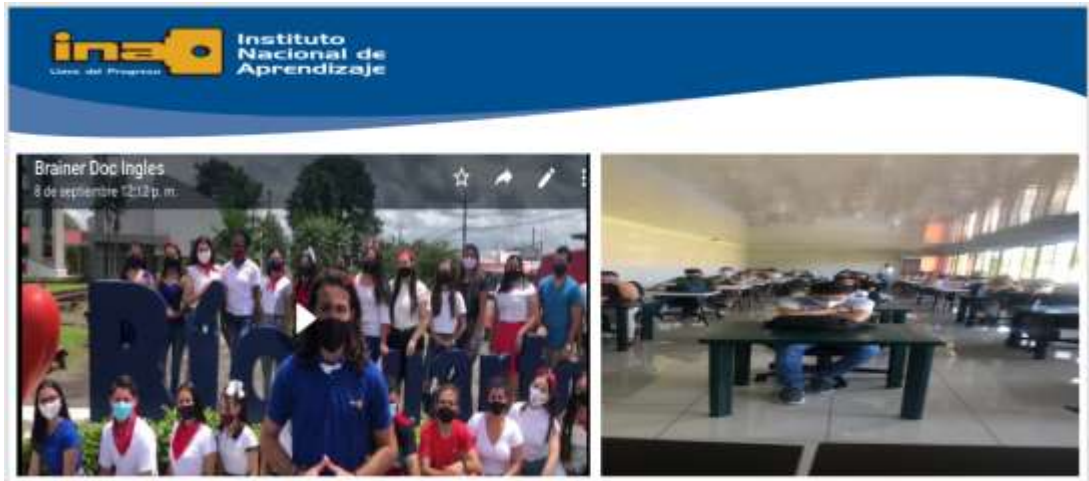 ina
Llave del Progreso
Instituto
Nacional de
Aprendizaje
Brainer Doc Ingles
8 de septiembre 12:12 p. m.